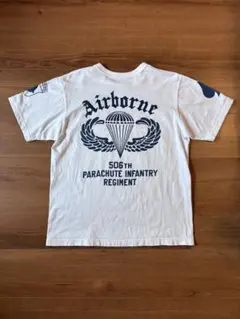 Airborne
506TH
PARACHUTE INFANTRY
REGIMENT